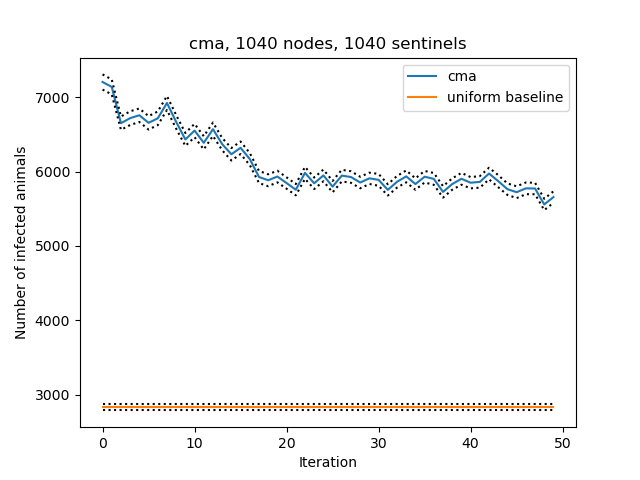 cma, 1040 nodes, 1040 sentinels
cma
uniform baseline
Number of infected animals
7000
6000
5000
4000
3000
0
10
20
30
40
50
Iteration